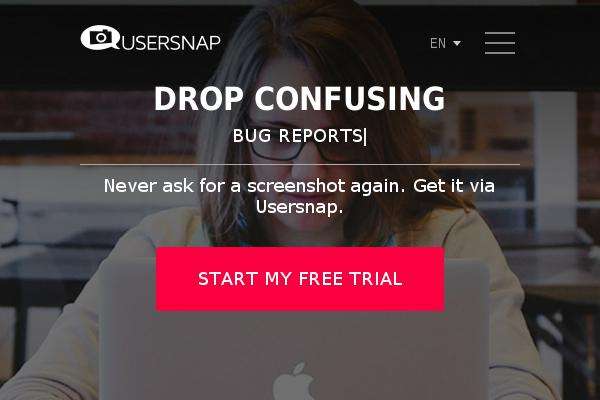 USERSNAP
EN
DROP CONFUSING
BUG REPORTS|
Never ask for a screenshot again. Get it via
Usersnap.
START MY FREE TRIAL